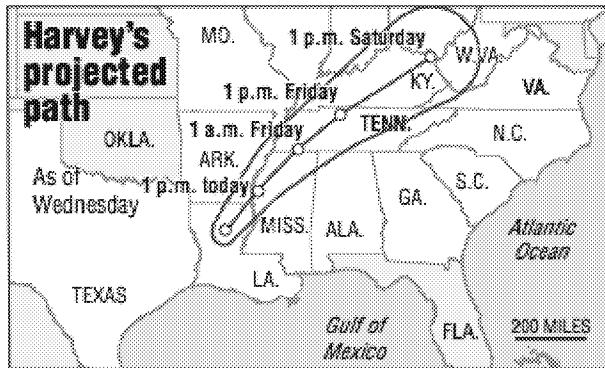 Harvey's
projected
path
MO.
1 p.m. Saturday
W.VA.
KY.
1 p.m. Friday
VA.
OKLA.
1 a.m. Friday
TENN.
N.C.
ARK.
As of
Wednesday
1 p.m. today
S.C.
GA.
MISS.
ALA.
Atlantic
Ocean
LA.
TEXAS
Gulf of
Mexico
FLA.
200 MILES